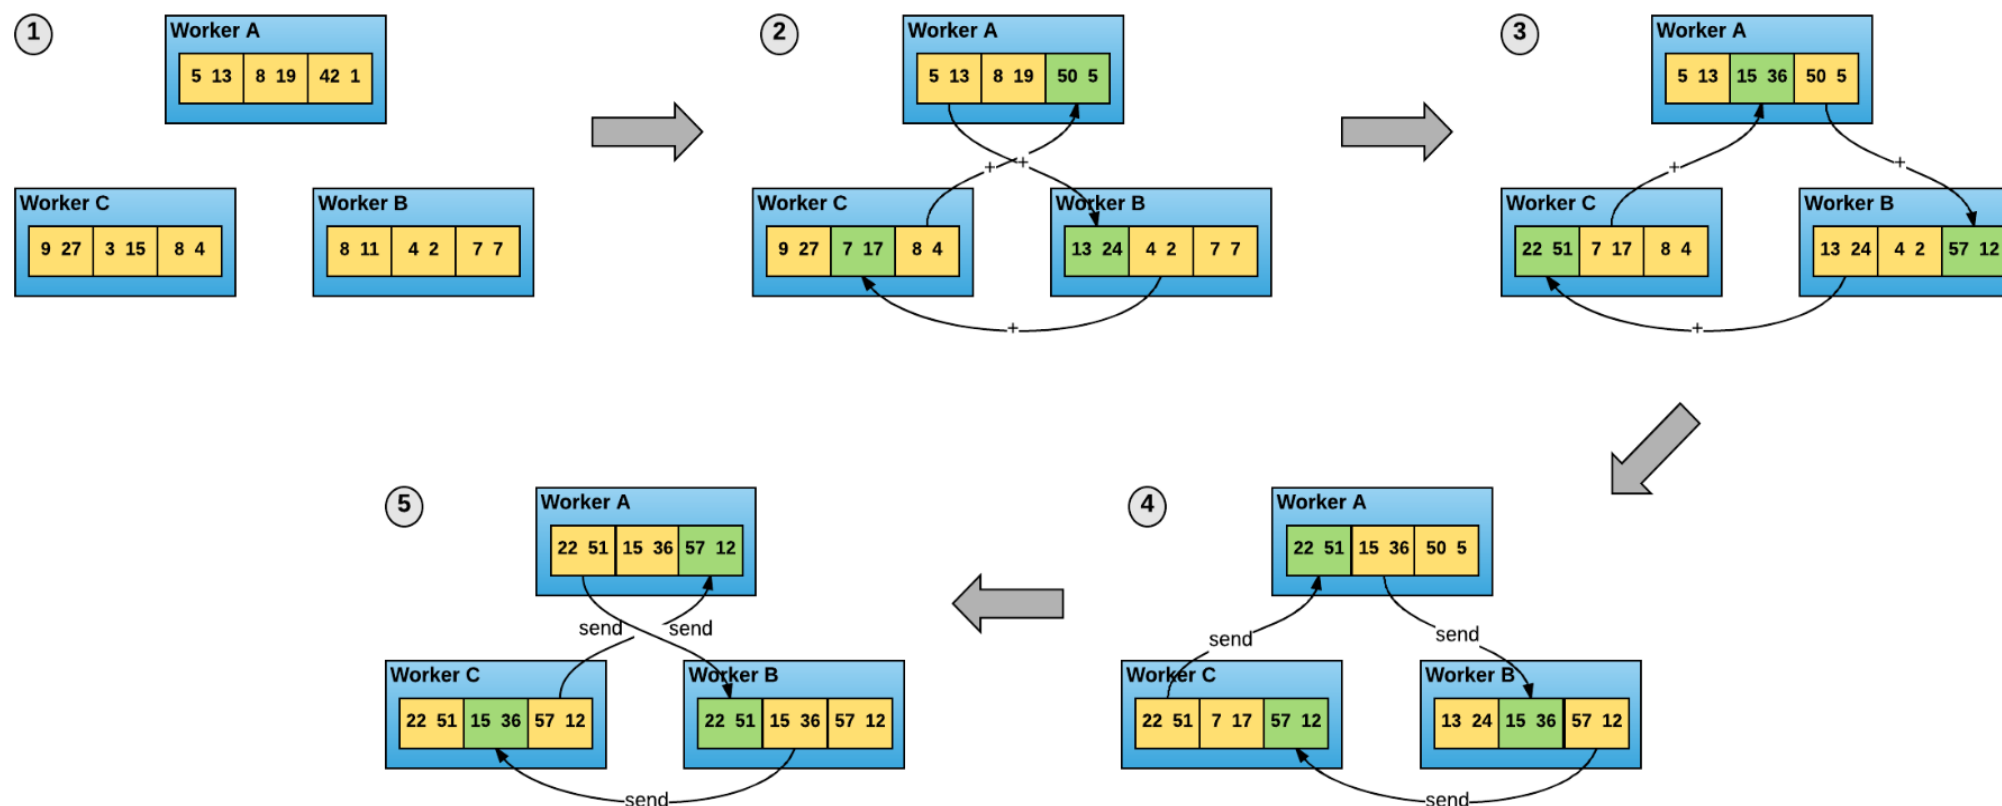 1
Worker A
5 13 8 19 42 1
Worker C
9 27 3 15 8 4
Worker B
8 11 4 2 7 7
2
Worker A
5 13 8 19 50 5
+ +
Worker C
9 27 7 17 8 4
Worker B
13 24 4 2 7 7
+
3
Worker A
5 13 15 36 50 5
+ +
Worker C
22 51 7 17 8 4
Worker B
13 24 4 2 57 12
+
4
Worker A
22 51 15 36 50 5
send send
Worker C
22 51 7 17 57 12
Worker B
13 24 15 36 57 12
send
5
Worker A
22 51 15 36 57 12
send send
Worker C
22 51 15 36 57 12
Worker B
22 51 15 36 57 12
send